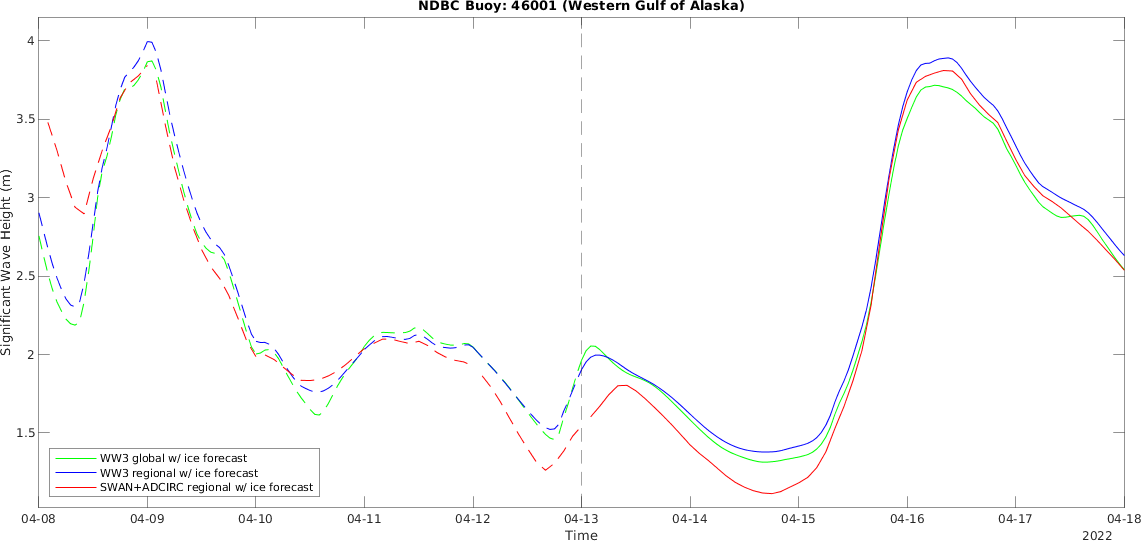 NDBC Buoy: 46001 (Western Gulf of Alaska)
Significant Wave Height (m)
4
3.5
3
2.5
2
1.5
WW3 global w/ ice forecast
WW3 regional w/ ice forecast
SWAN+ADCIRC regional w/ ice forecast
04-08 04-09 04-10 04-11 04-12 04-13 04-14 04-15 04-16 04-17 04-18
Time
2022